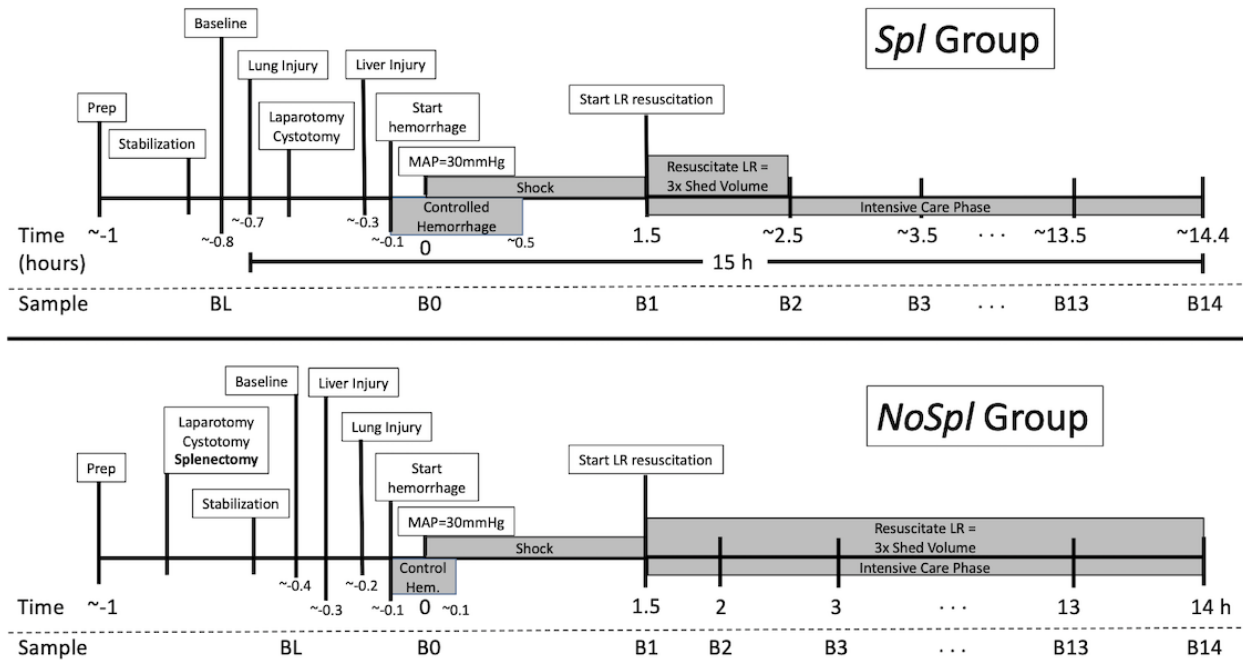 Spl Group
Baseline
Lung Injury
Liver Injury
Prep
Stabilization
Laparotomy
Cystotomy
Start
hemorrhage
Start LR resuscitation
MAP=30mmHg
Shock
Resuscitate LR =
3x Shed Volume
Controlled
Hemorrhage
Intensive Care Phase
Time
(hours)
~-1 ~-0.8 ~-0.7 ~-0.3 ~-0.1 0 ~0.5 1.5 ~2.5 ~3.5 ... ~13.5 ~14.4
15 h
Sample BL B0 B1 B2 B3 ... B13 B14
NoSpl Group
Baseline
Liver Injury
Laparotomy
Cystotomy
Splenectomy
Lung Injury
Prep
Stabilization
Start
hemorrhage
Start LR resuscitation
MAP=30mmHg
Shock
Resuscitate LR =
3x Shed Volume
Control
Hem.
Intensive Care Phase
Time ~-1 ~-0.4 ~-0.3 ~-0.2 ~-0.1 0 ~0.1 1.5 2 3 ... 13 14 h
Sample BL B0 B1 B2 B3 ... B13 B14